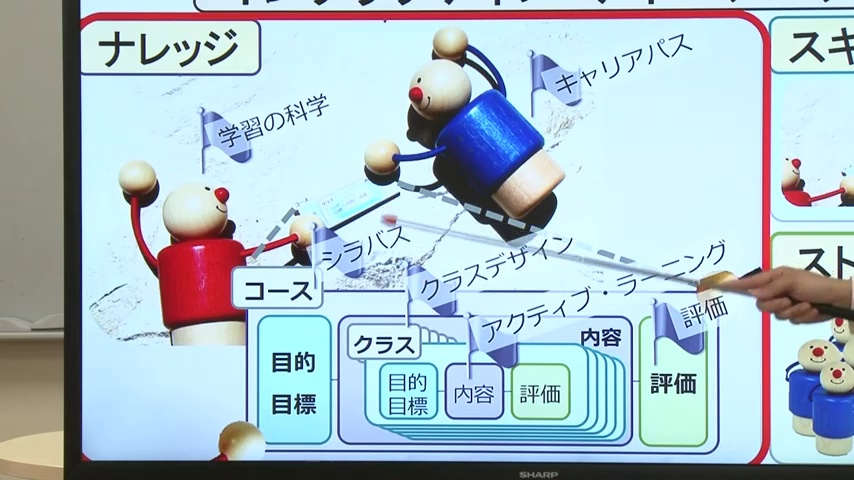 ナレッジ
スキ
キャリアパス
学習の科学
シラバス
クラスデザイン
アクティブ・ラーニング
評価
スト
コース
クラス
内容
目的
目標
目的
目標
内容
評価
評価
SHARP